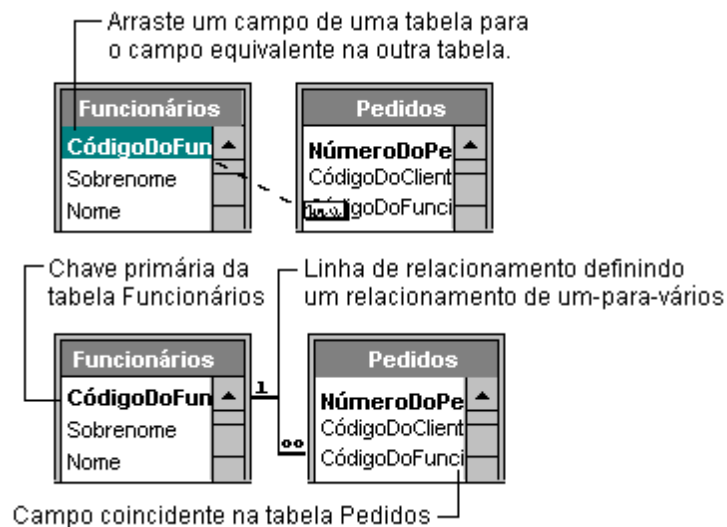 Arraste um campo de uma tabela para
o campo equivalente na outra tabela.
Funcionários
CódigoDoFun
Sobrenome
Nome
Pedidos
NúmeroDoPe
CódigoDoClient
igoDoFunci
Chave primária da
tabela Funcionários
Linha de relacionamento definindo
um relacionamento de um-para-vários
Funcionários
CódigoDoFun
Sobrenome
Nome
1
oo
Pedidos
NúmeroDoPe
CódigoDoClient
CódigoDoFunci
Campo coincidente na tabela Pedidos